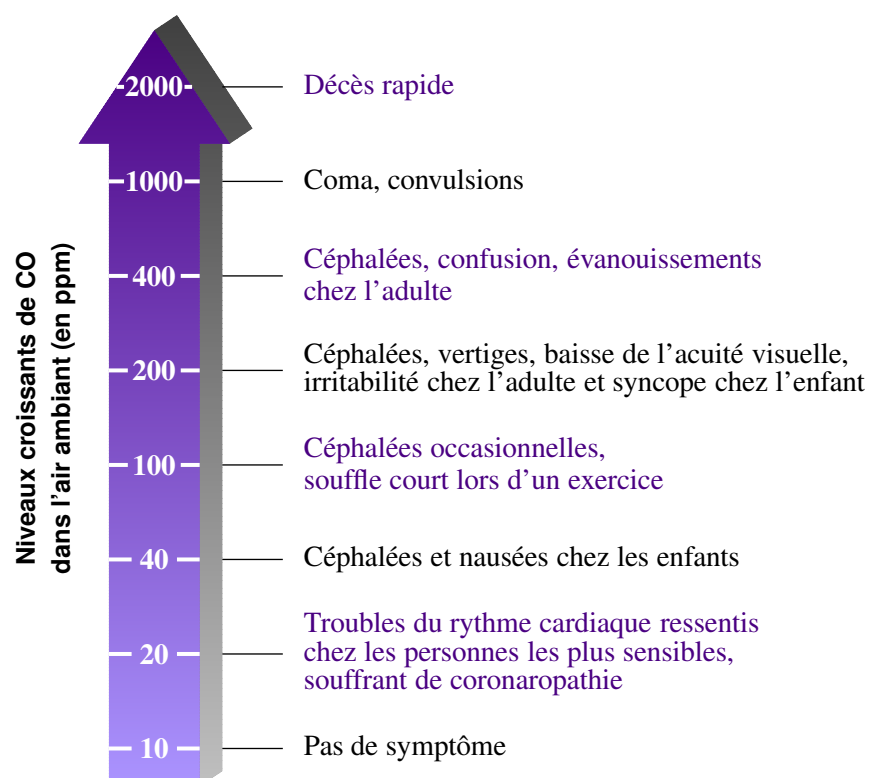 Niveaux croissants de CO
dans l'air ambiant (en ppm)
2000 Décès rapide
1000 Coma, convulsions
400 Céphalées, confusion, évanouissements
chez l'adulte
200 Céphalées, vertiges, baisse de l'acuité visuelle,
irritabilité chez l'adulte et syncope chez l'enfant
100 Céphalées occasionnelles,
souffle court lors d'un exercice
40 Céphalées et nausées chez les enfants
20 Troubles du rythme cardiaque ressentis
chez les personnes les plus sensibles,
souffrant de coronaropathie
10 Pas de symptôme